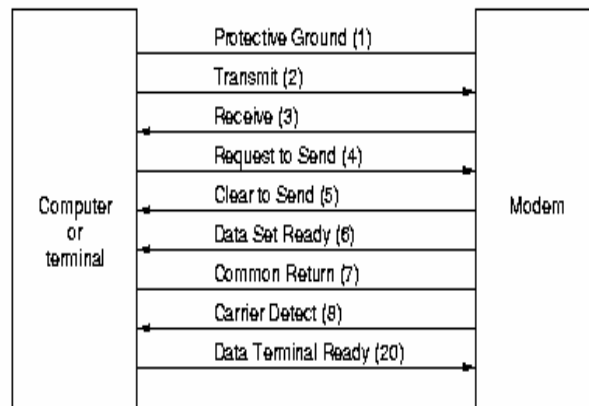 Protective Ground (1)
Transmit (2)
Receive (3)
Request to Send (4)
Clear to Send (5)
Data Set Ready (6)
Common Return (7)
Carrier Detect (8)
Data Terminal Ready (20)
Computer
or
terminal
Modem